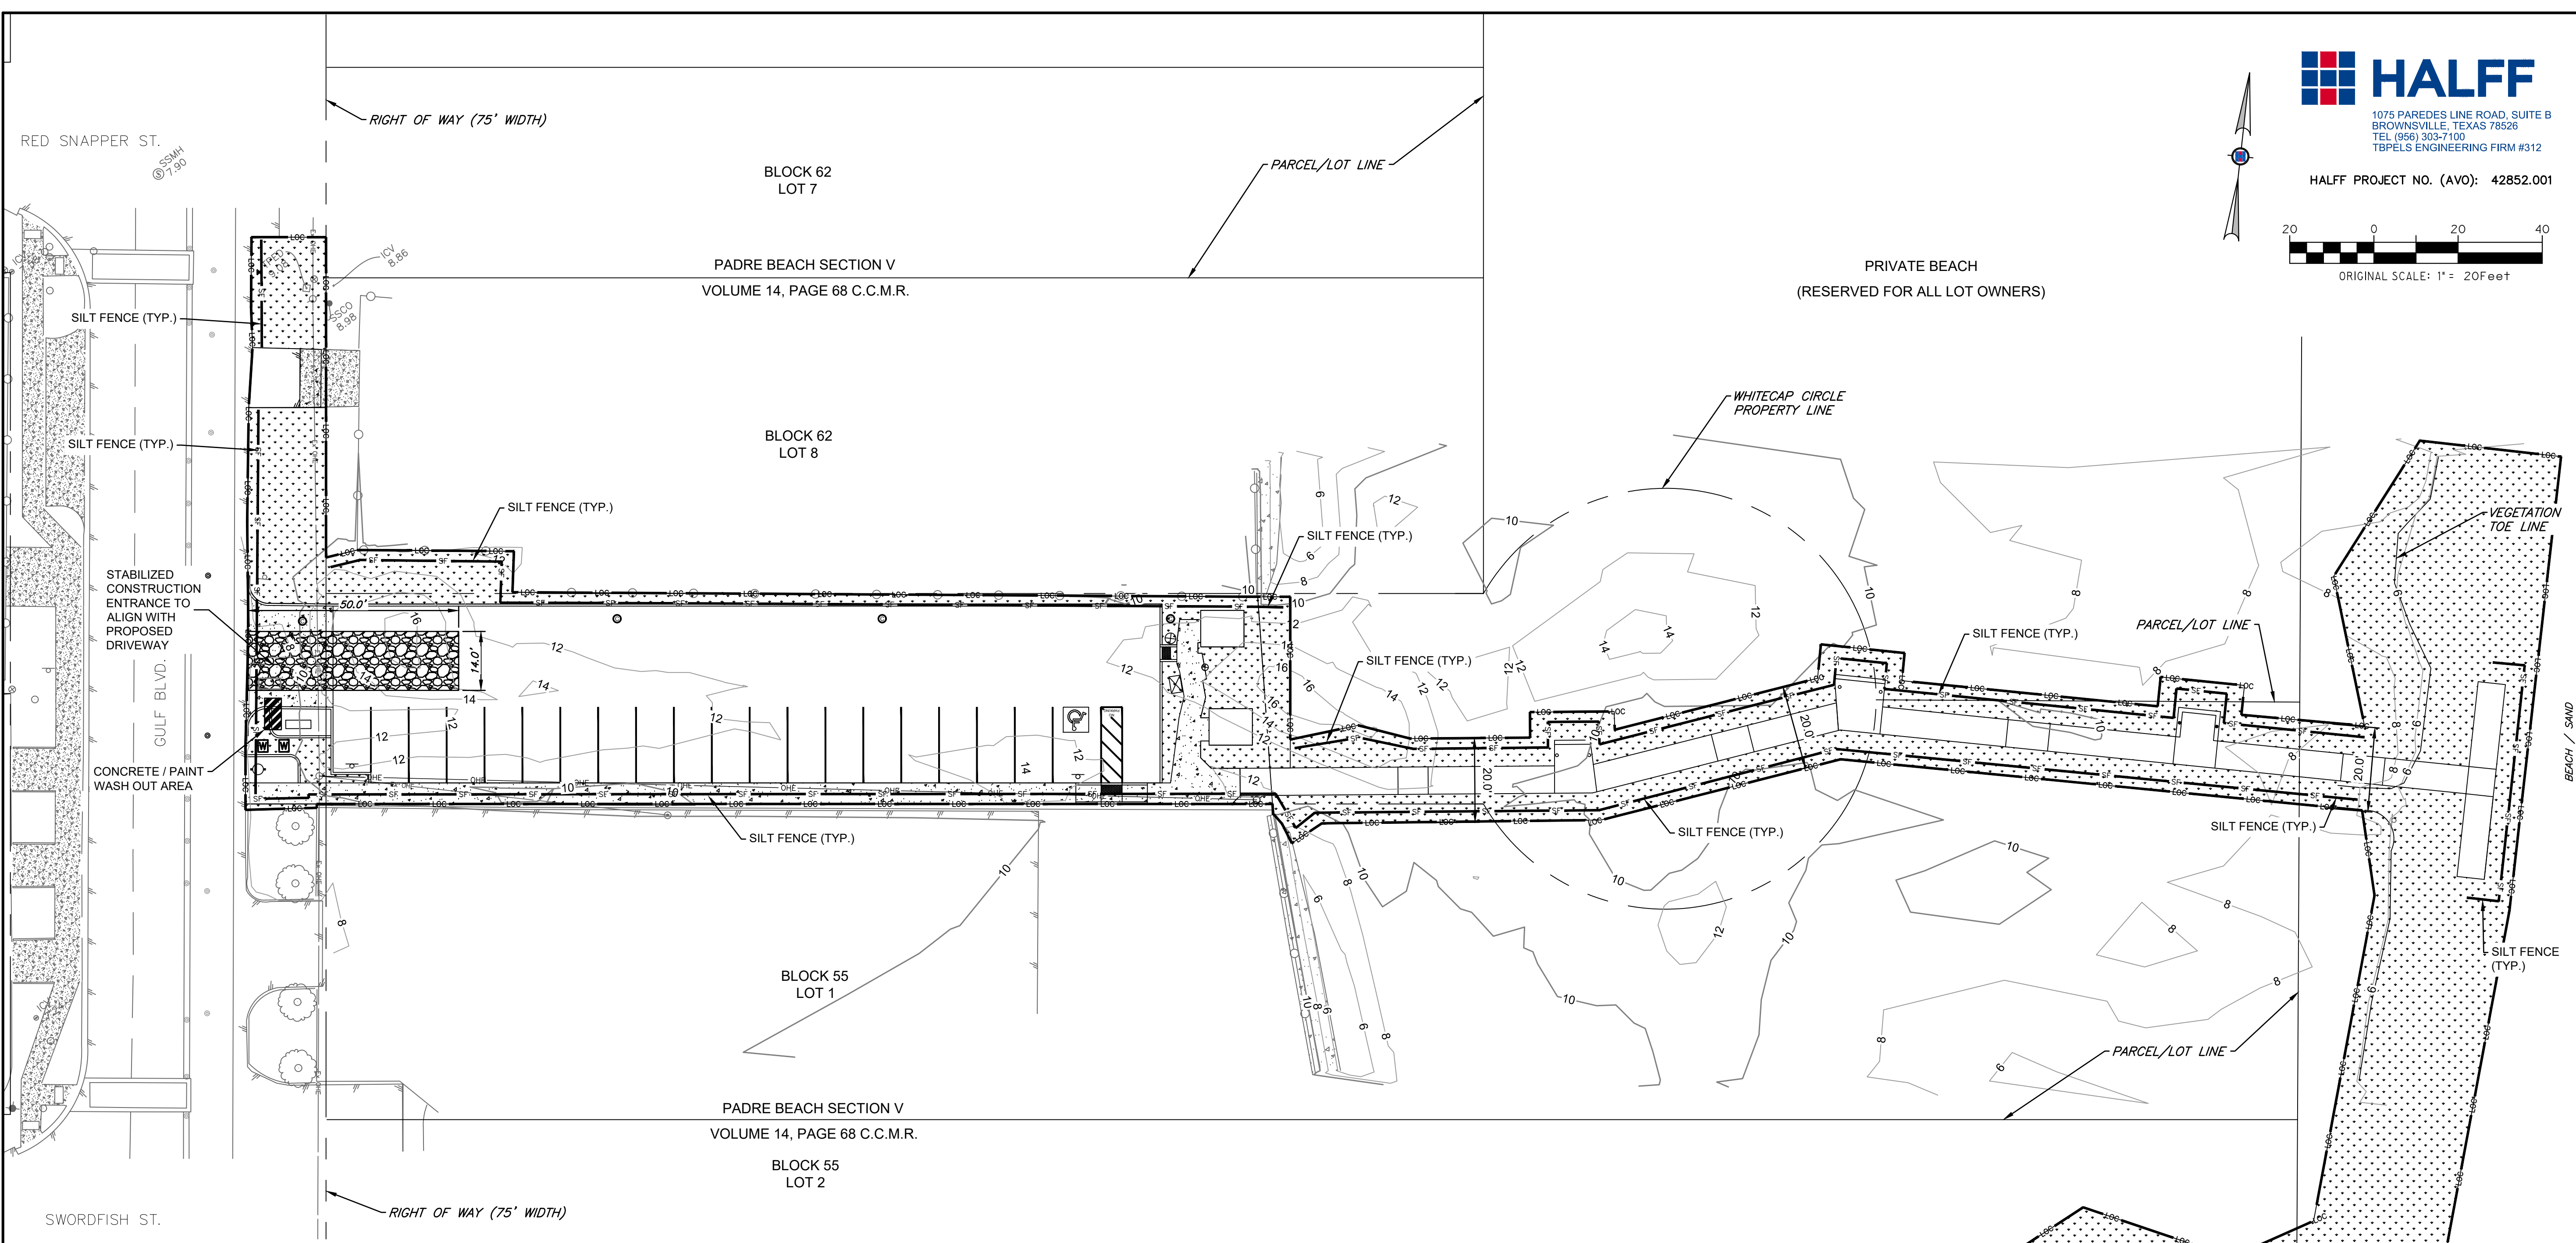 HALFF
1075 PAREDES LINE ROAD, SUITE B
BROWNSVILLE, TEXAS 78526
TEL (956) 303-7100
TBPELS ENGINEERING FIRM #312
HALFF PROJECT NO. (AVO): 42852.001
20 0 20 40
ORIGINAL SCALE: 1" = 20Feet
RED SNAPPER ST.
SSMH
7.90
RIGHT OF WAY (75' WIDTH)
BLOCK 62
LOT 7
PARCEL/LOT LINE
PADRE BEACH SECTION V
VOLUME 14, PAGE 68 C.C.M.R.
PRIVATE BEACH
(RESERVED FOR ALL LOT OWNERS)
ICV
8.86
SSCO
8.98
SILT FENCE (TYP.)
SILT FENCE (TYP.)
BLOCK 62
LOT 8
WHITECAP CIRCLE
PROPERTY LINE
SILT FENCE (TYP.)
SILT FENCE (TYP.)
VEGETATION
TOE LINE
STABILIZED
CONSTRUCTION
ENTRANCE TO
ALIGN WITH
PROPOSED
DRIVEWAY
50.0'
14.0'
GULF BLVD.
SILT FENCE (TYP.)
SILT FENCE (TYP.)
PARCEL/LOT LINE
20.0'
20.0'
20.0'
BEACH / SAND
CONCRETE / PAINT
WASH OUT AREA
SILT FENCE (TYP.)
SILT FENCE (TYP.)
SILT FENCE (TYP.)
SILT FENCE
(TYP.)
BLOCK 55
LOT 1
PARCEL/LOT LINE
PADRE BEACH SECTION V
VOLUME 14, PAGE 68 C.C.M.R.
BLOCK 55
LOT 2
RIGHT OF WAY (75' WIDTH)
SWORDFISH ST.